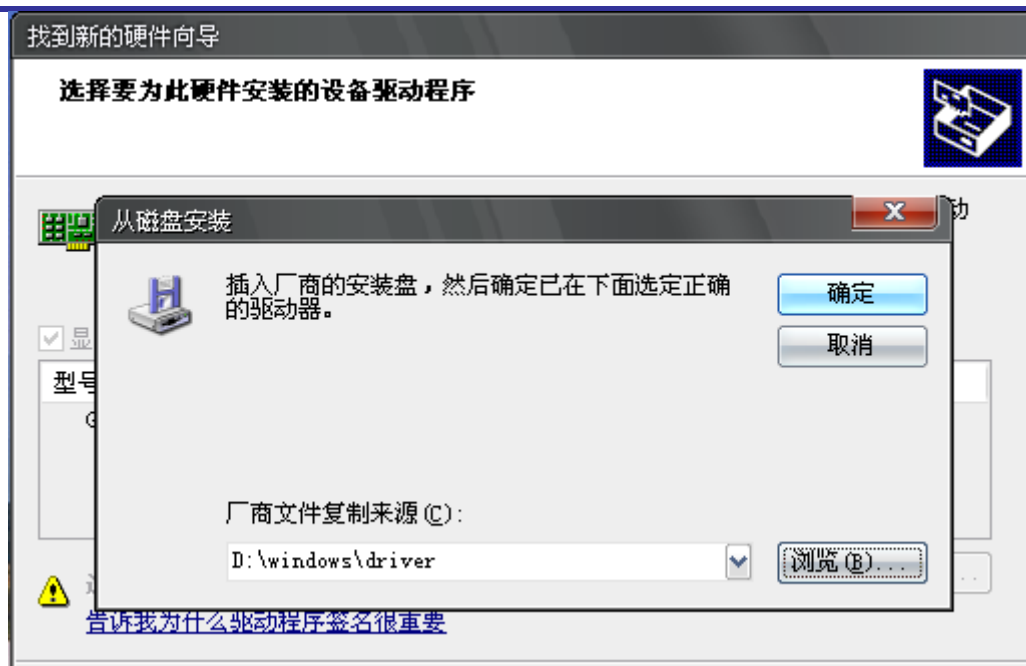 找到新的硬件向导
选择要为此硬件安装的设备驱动程序
动
从磁盘安装
插入厂商的安装盘，然后确定已在下面选定正确
的驱动器。
确定
取消
显
型号
厂商文件复制来源(C):
D:\windows\driver
浏览(B)...
告诉我为什么驱动程序签名很重要